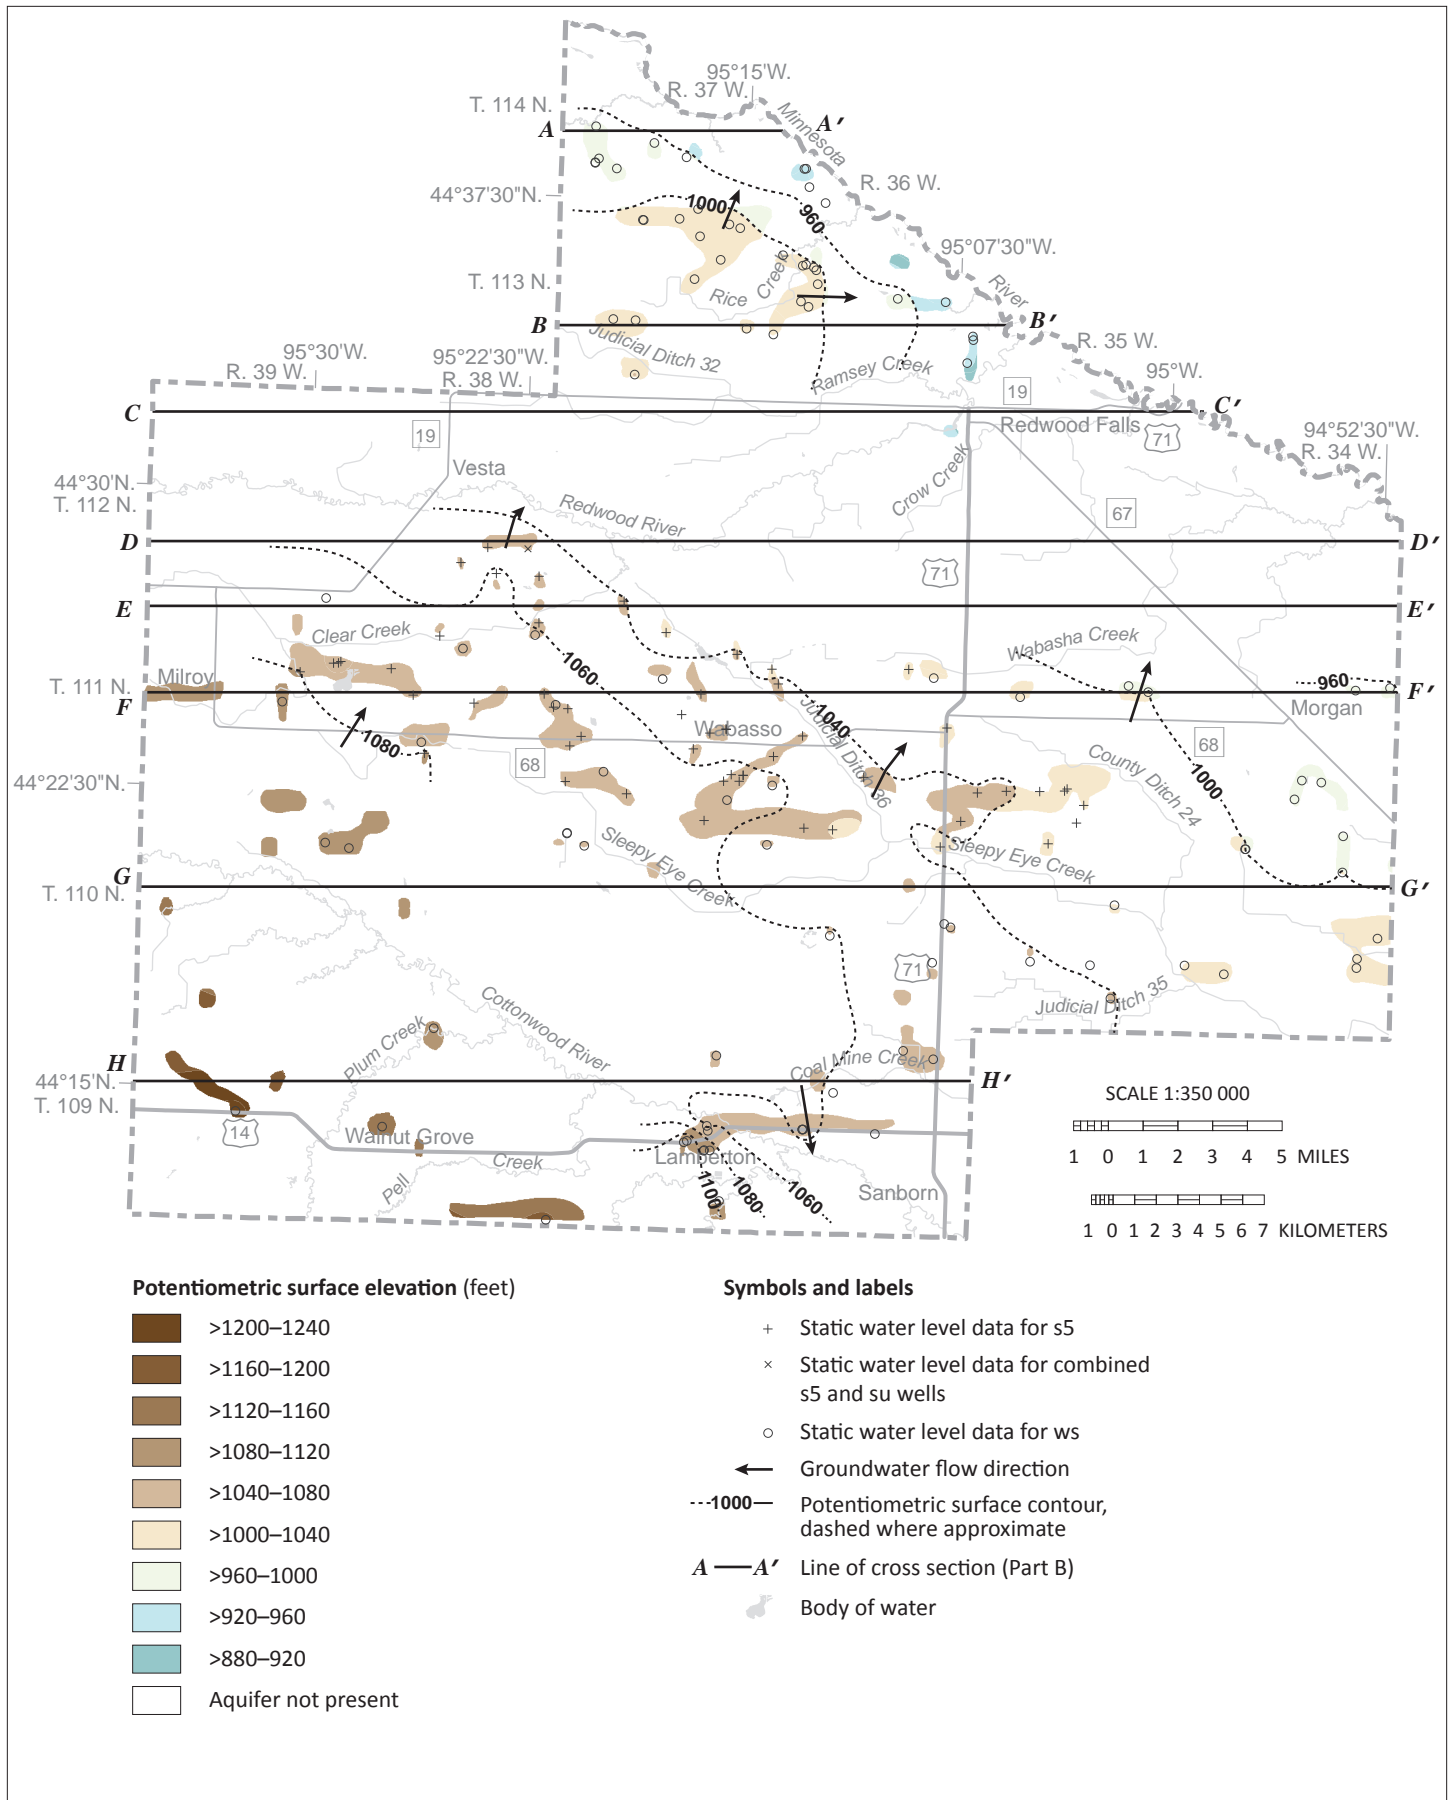 95°15'W.
R. 37 W.
T. 114 N.
A
A′
Minnesota
R. 36 W.
44°37'30"N.
1000
960
95°07'30"W.
T. 113 N.
Creek
Rice
River
B
B′
Judicial Ditch 32
R. 35 W.
95°30'W.
95°22'30"W.
R. 39 W.
R. 38 W.
Ramsey Creek
95°W.
19
C
C′
Redwood Falls
19
71
94°52'30"W.
R. 34 W.
Vesta
44°30'N.
T. 112 N.
Crow Creek
Redwood River
67
D
D′
71
E
E′
Clear Creek
Wabasha Creek
1060
Milroy
T. 111 N.
F
960
F′
Morgan
1040
Judicial Ditch 36
Wabasso
1080
68
68
County Ditch 24
1000
44°22'30"N.
Sleepy Eye Creek
Sleepy Eye Creek
G
T. 110 N.
G′
71
Cottonwood River
Judicial Ditch 35
Plum Creek
H
Coal Mine Creek
H′
44°15'N.
T. 109 N.
14
Walnut Grove
Lamberton
Creek
Pell
1100
1080
1060
Sanborn
SCALE 1:350 000
1 0 1 2 3 4 5 MILES
1 0 1 2 3 4 5 6 7 KILOMETERS
Potentiometric surface elevation (feet)
>1200–1240
>1160–1200
>1120–1160
>1080–1120
>1040–1080
>1000–1040
>960–1000
>920–960
>880–920
Aquifer not present
Symbols and labels
Static water level data for s5
Static water level data for combined
s5 and su wells
Static water level data for ws
Groundwater flow direction
1000
Potentiometric surface contour,
dashed where approximate
A A′ Line of cross section (Part B)
Body of water